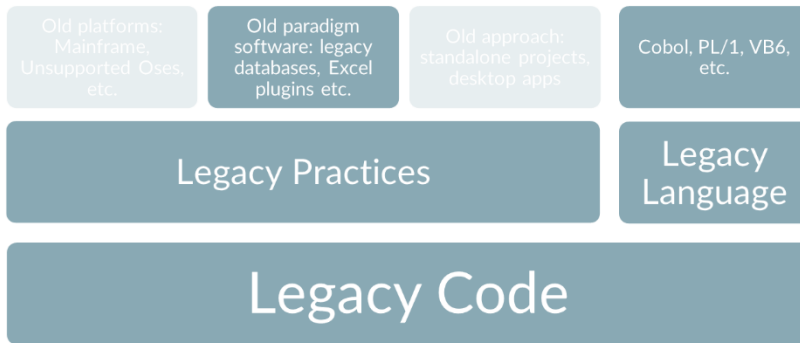 Old platforms:
Mainframe,
Unsupported Oses,
etc.
Old paradigm
software: legacy
databases, Excel
plugins etc.
Old approach:
standalone projects,
desktop apps
Cobol, PL/1, VB6,
etc.
Legacy Practices
Legacy
Language
Legacy Code